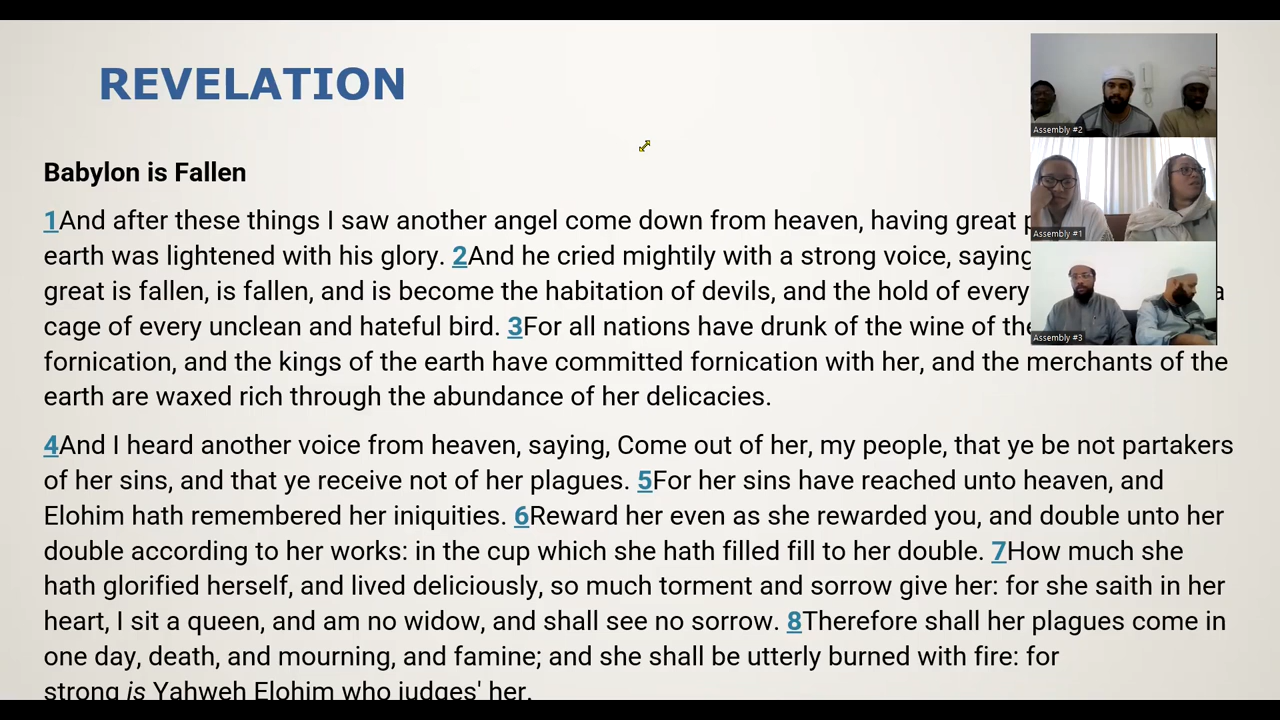 REVELATION
Babylon is Fallen
1And after these things I saw another angel come down from heaven, having great
earth was lightened with his glory. 2And he cried mightily with a strong voice, saying
great is fallen, is fallen, and is become the habitation of devils, and the hold of every a
cage of every unclean and hateful bird. 3For all nations have drunk of the wine of the
fornication, and the kings of the earth have committed fornication with her, and the merchants of the
earth are waxed rich through the abundance of her delicacies.
4And I heard another voice from heaven, saying, Come out of her, my people, that ye be not partakers
of her sins, and that ye receive not of her plagues. 5For her sins have reached unto heaven, and
Elohim hath remembered her iniquities. 6Reward her even as she rewarded you, and double unto her
double according to her works: in the cup which she hath filled fill to her double. 7How much she
hath glorified herself, and lived deliciously, so much torment and sorrow give her: for she saith in her
heart, I sit a queen, and am no widow, and shall see no sorrow. 8Therefore shall her plagues come in
one day, death, and mourning, and famine; and she shall be utterly burned with fire: for
strong is Yahweh Elohim who judges' her.
Assembly #2
Assembly #1
Assembly #3